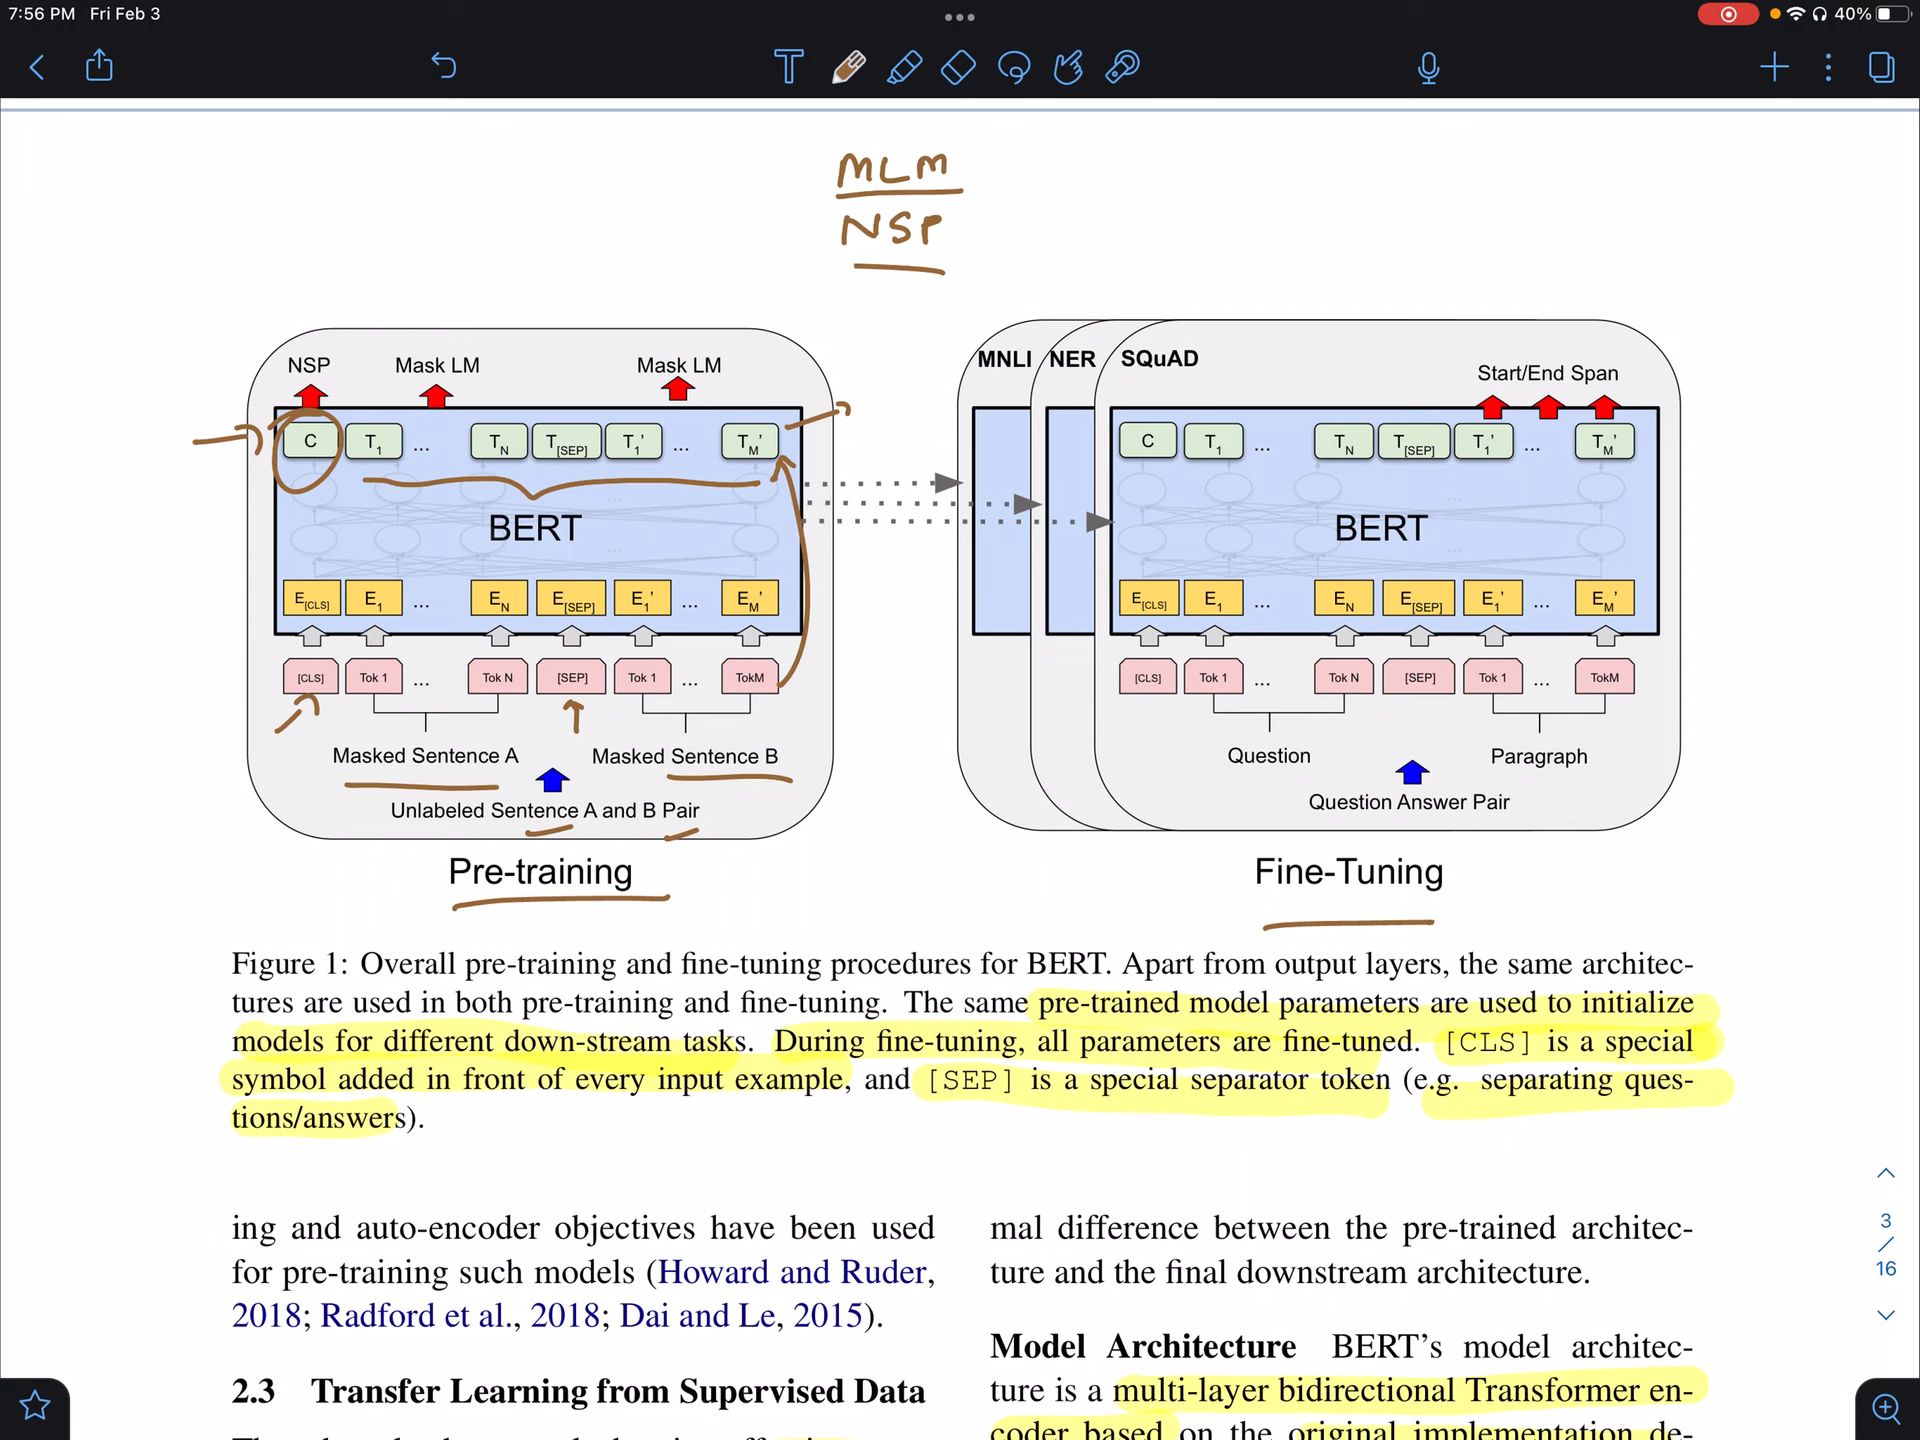 7:56 PM Fri Feb 3
40%
MLM
NSP
NSP Mask LM Mask LM
C T1 ... TN T[SEP] T1' ... TM'
BERT
E[CLS] E1 ... EN E[SEP] E1' ... EM'
[CLS] Tok 1 ... Tok N [SEP] Tok 1 ... TokM
Masked Sentence A Masked Sentence B
Unlabeled Sentence A and B Pair
Pre-training
MNLI NER SQuAD
Start/End Span
C T1 ... TN T[SEP] T1' ... TM'
BERT
E[CLS] E1 ... EN E[SEP] E1' ... EM'
[CLS] Tok 1 ... Tok N [SEP] Tok 1 ... TokM
Question Paragraph
Question Answer Pair
Fine-Tuning
Figure 1: Overall pre-training and fine-tuning procedures for BERT. Apart from output layers, the same architec-
tures are used in both pre-training and fine-tuning. The same pre-trained model parameters are used to initialize
models for different down-stream tasks. During fine-tuning, all parameters are fine-tuned. [CLS] is a special
symbol added in front of every input example, and [SEP] is a special separator token (e.g. separating ques-
tions/answers).
ing and auto-encoder objectives have been used
for pre-training such models (Howard and Ruder,
2018; Radford et al., 2018; Dai and Le, 2015).
2.3 Transfer Learning from Supervised Data
mal difference between the pre-trained architec-
ture and the final downstream architecture.
Model Architecture BERT's model architec-
ture is a multi-layer bidirectional Transformer en-
coder based on the original implementation de-
3
/
16